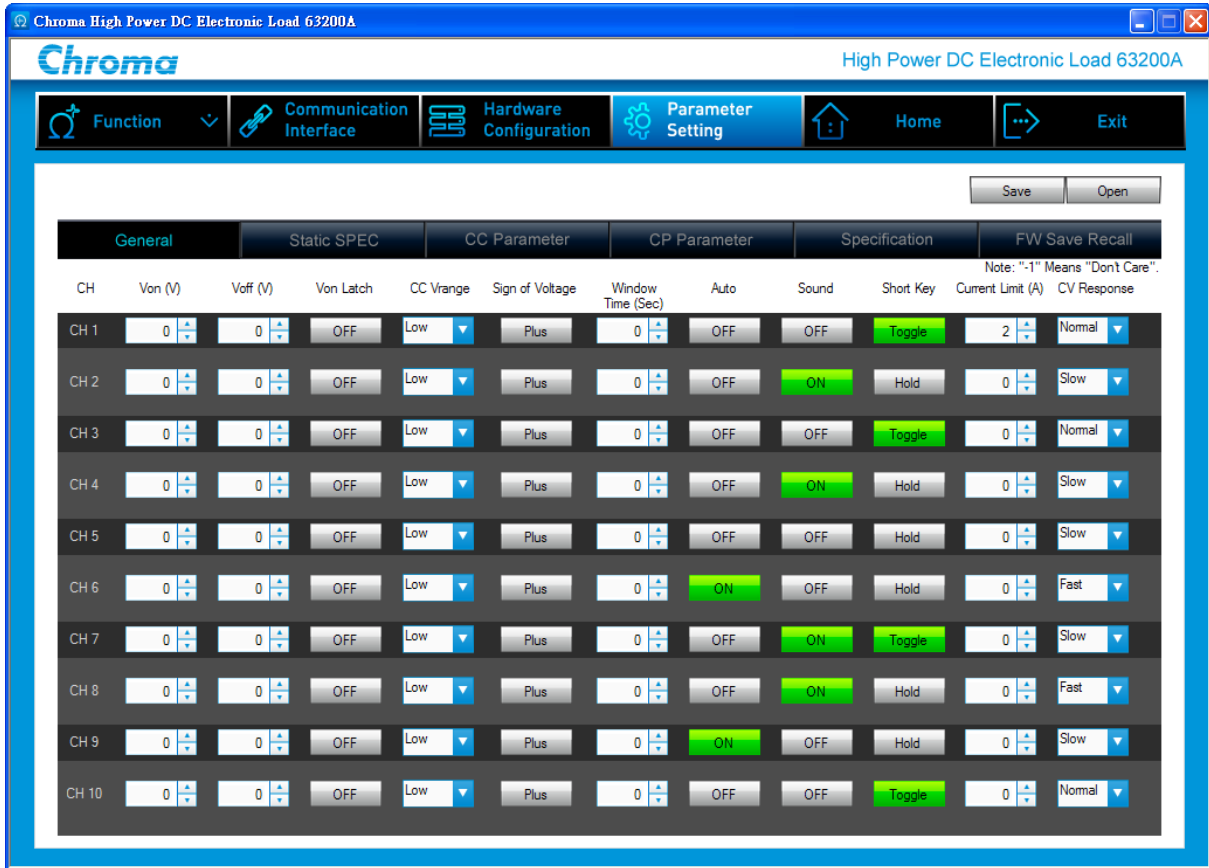 Chroma High Power DC Electronic Load 63200A
Chroma
High Power DC Electronic Load 63200A
Function
Communication Interface
Hardware Configuration
Parameter Setting
Home
Exit
Save Open
General Static SPEC CC Parameter CP Parameter Specification FW Save Recall
Note: "-1" Means "Don't Care".
CH Von (V) Voff (V) Von Latch CC Vrange Sign of Voltage Window Time (Sec) Auto Sound Short Key Current Limit (A) CV Response
CH 1 0 0 OFF Low Plus 0 OFF OFF Toggle 2 Normal
CH 2 0 0 OFF Low Plus 0 OFF ON Hold 0 Slow
CH 3 0 0 OFF Low Plus 0 OFF OFF Toggle 0 Normal
CH 4 0 0 OFF Low Plus 0 OFF ON Hold 0 Slow
CH 5 0 0 OFF Low Plus 0 OFF OFF Hold 0 Slow
CH 6 0 0 OFF Low Plus 0 ON OFF Hold 0 Fast
CH 7 0 0 OFF Low Plus 0 OFF ON Toggle 0 Slow
CH 8 0 0 OFF Low Plus 0 OFF ON Hold 0 Fast
CH 9 0 0 OFF Low Plus 0 ON OFF Hold 0 Slow
CH 10 0 0 OFF Low Plus 0 OFF OFF Toggle 0 Normal